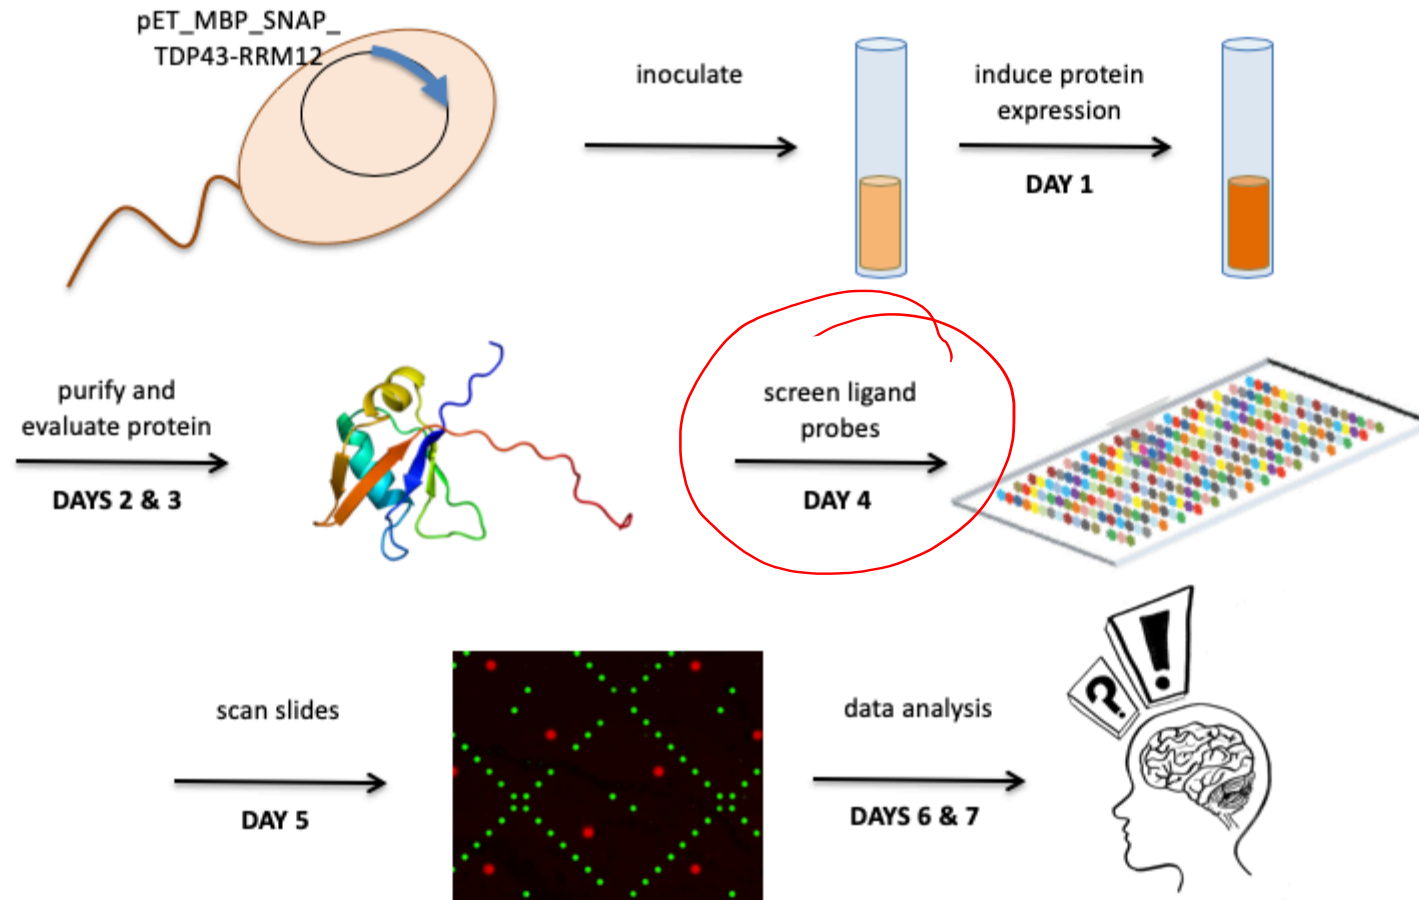 pET_MBP_SNAP_
TDP43-RRM12
inoculate
induce protein
expression
DAY 1
purify and
evaluate protein
DAYS 2 & 3
screen ligand
probes
DAY 4
scan slides
DAY 5
data analysis
DAYS 6 & 7
?
!